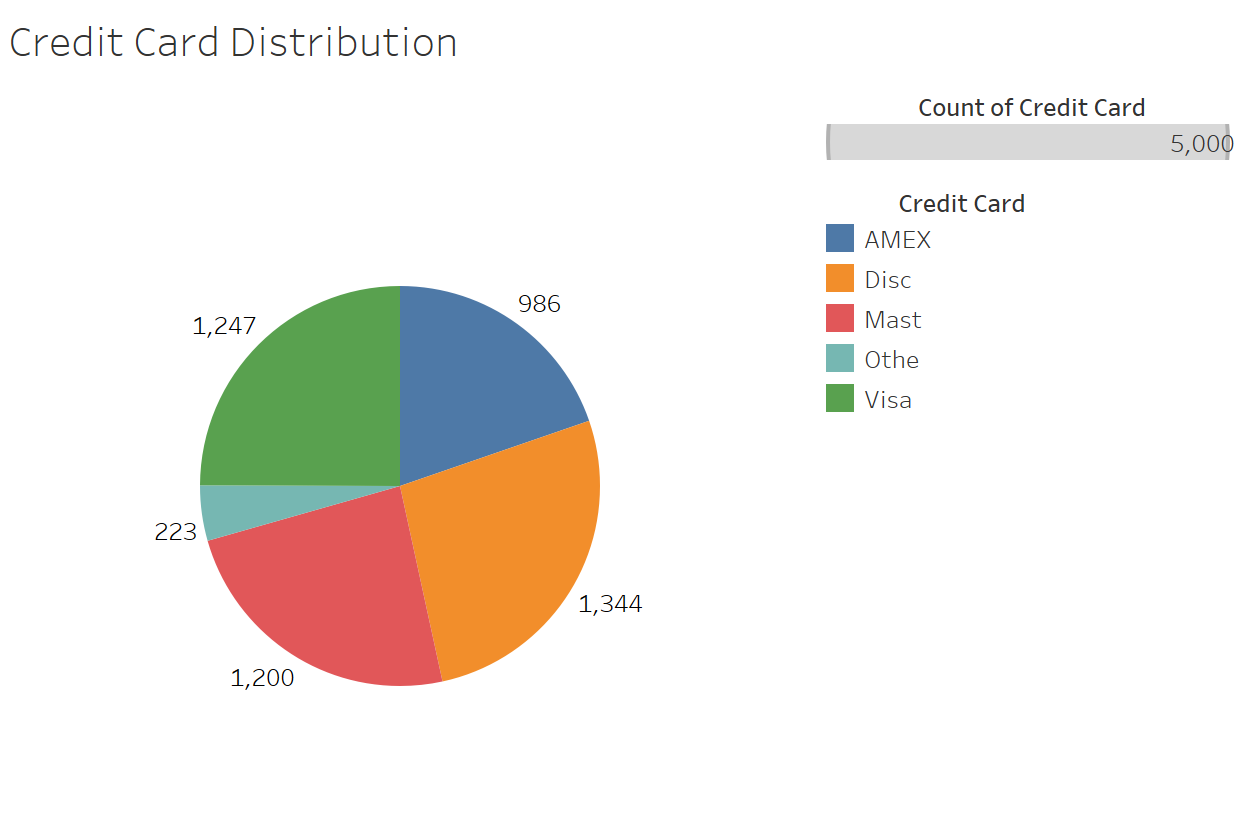 Credit Card Distribution
Count of Credit Card
5,000
Credit Card
AMEX
Disc
Mast
Othe
Visa
986
1,247
223
1,344
1,200